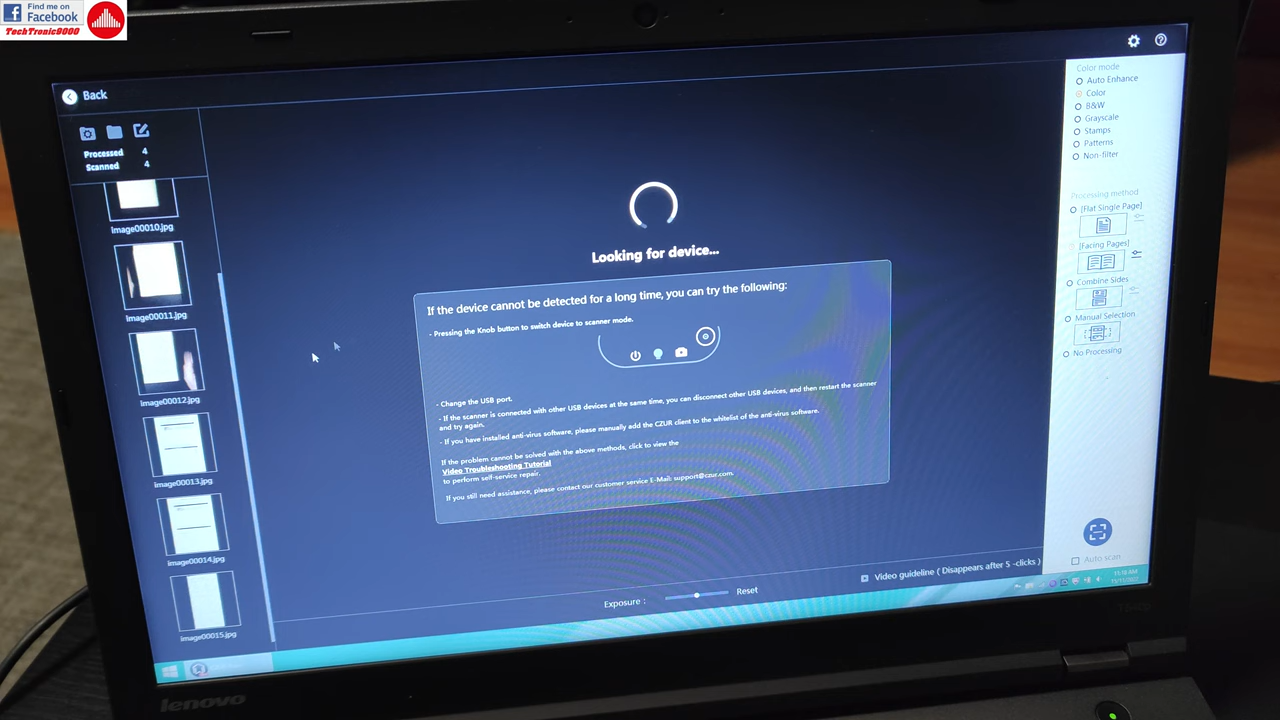 Find me on
Facebook
TechTronic9000
Back
Processed 4
Scanned 4
image00010.jpg
image00011.jpg
image00012.jpg
image00013.jpg
image00014.jpg
image00015.jpg
Looking for device...
If the device cannot be detected for a long time, you can try the following:
- Pressing the Knob button to switch device to scanner mode.
- Change the USB port.
- If the scanner is connected with other USB devices at the same time, you can disconnect other USB devices, and then restart the scanner
and try again.
- If you have installed anti-virus software, please manually add the CZUR client to the whitelist of the anti-virus software.
If the problem cannot be solved with the above methods, click to view the
Video Troubleshooting Tutorial
to perform self-service repair.
If you still need assistance, please contact our customer service E-Mail: support@czur.com.
Exposure :
Reset
Video guideline ( Disappears after 5 -clicks )
Color mode
Auto Enhance
Color
B&W
Grayscale
Stamps
Patterns
Non-filter
Processing method
[Flat Single Page]
[Facing Pages]
Combine Sides
Manual Selection
No Processing
Auto scan
lenovo